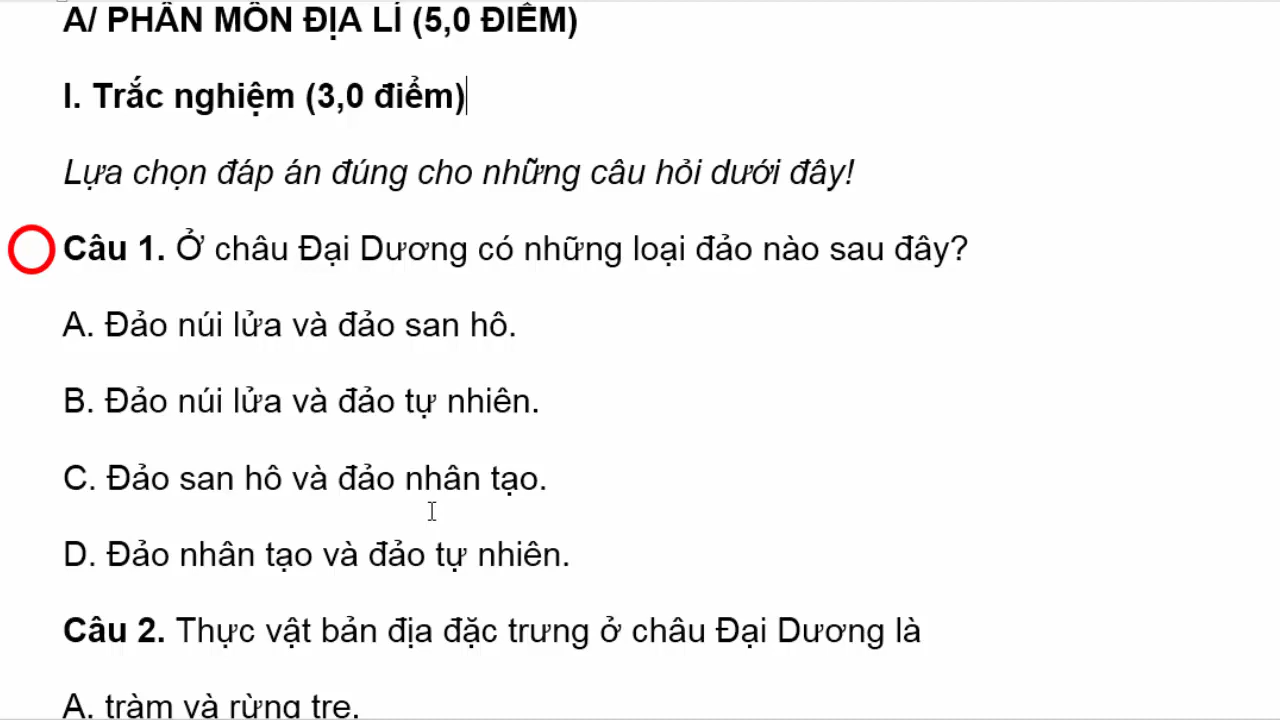 A/ PHÂN MÔN ĐỊA LÍ (5,0 ĐIỂM)
I. Trắc nghiệm (3,0 điểm)
Lựa chọn đáp án đúng cho những câu hỏi dưới đây!
Câu 1. Ở châu Đại Dương có những loại đảo nào sau đây?
A. Đảo núi lửa và đảo san hô.
B. Đảo núi lửa và đảo tự nhiên.
C. Đảo san hô và đảo nhân tạo.
D. Đảo nhân tạo và đảo tự nhiên.
Câu 2. Thực vật bản địa đặc trưng ở châu Đại Dương là
A. tràm và rừng tre.